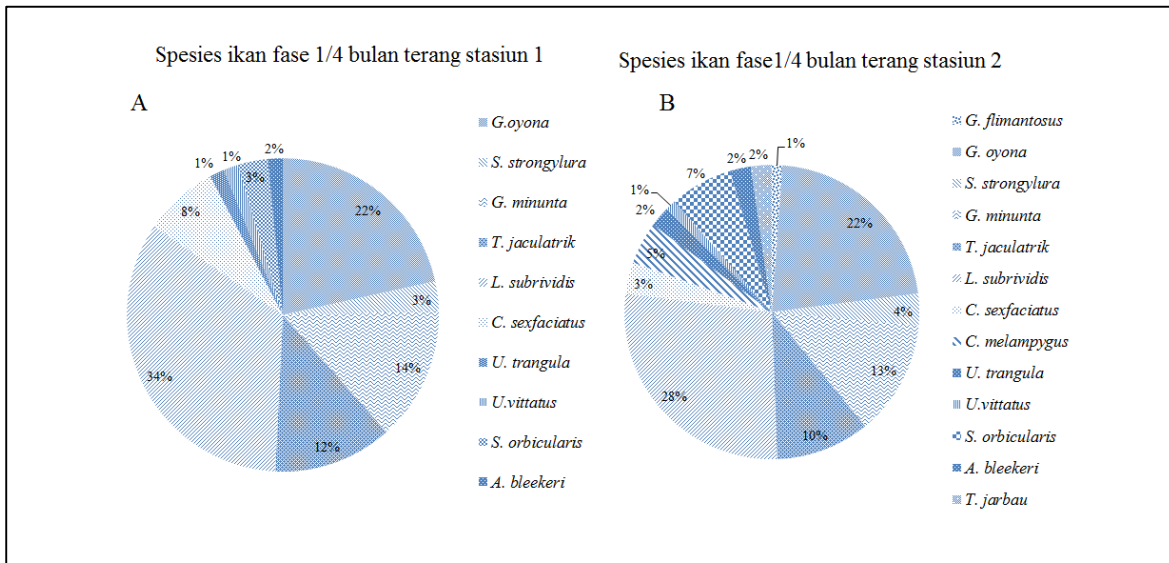 Spesies ikan fase 1/4 bulan terang stasiun 1
A
G.oyona
S. strongylura
G. minunta
T. jaculatrik
L. subrividis
C. sexfaciatus
U. trangula
U.vittatus
S. orbicularis
A. bleekeri
22%
3%
14%
12%
34%
8%
1%
1%
3%
2%
Spesies ikan fase1/4 bulan terang stasiun 2
B
G. flimantosus
G. oyona
S. strongylura
G. minunta
T. jaculatrik
L. subrividis
C. sexfaciatus
C. melampygus
U. trangula
U.vittatus
S. orbicularis
A. bleekeri
T. jarbau
1%
22%
4%
13%
10%
28%
3%
5%
2%
1%
7%
2%
2%